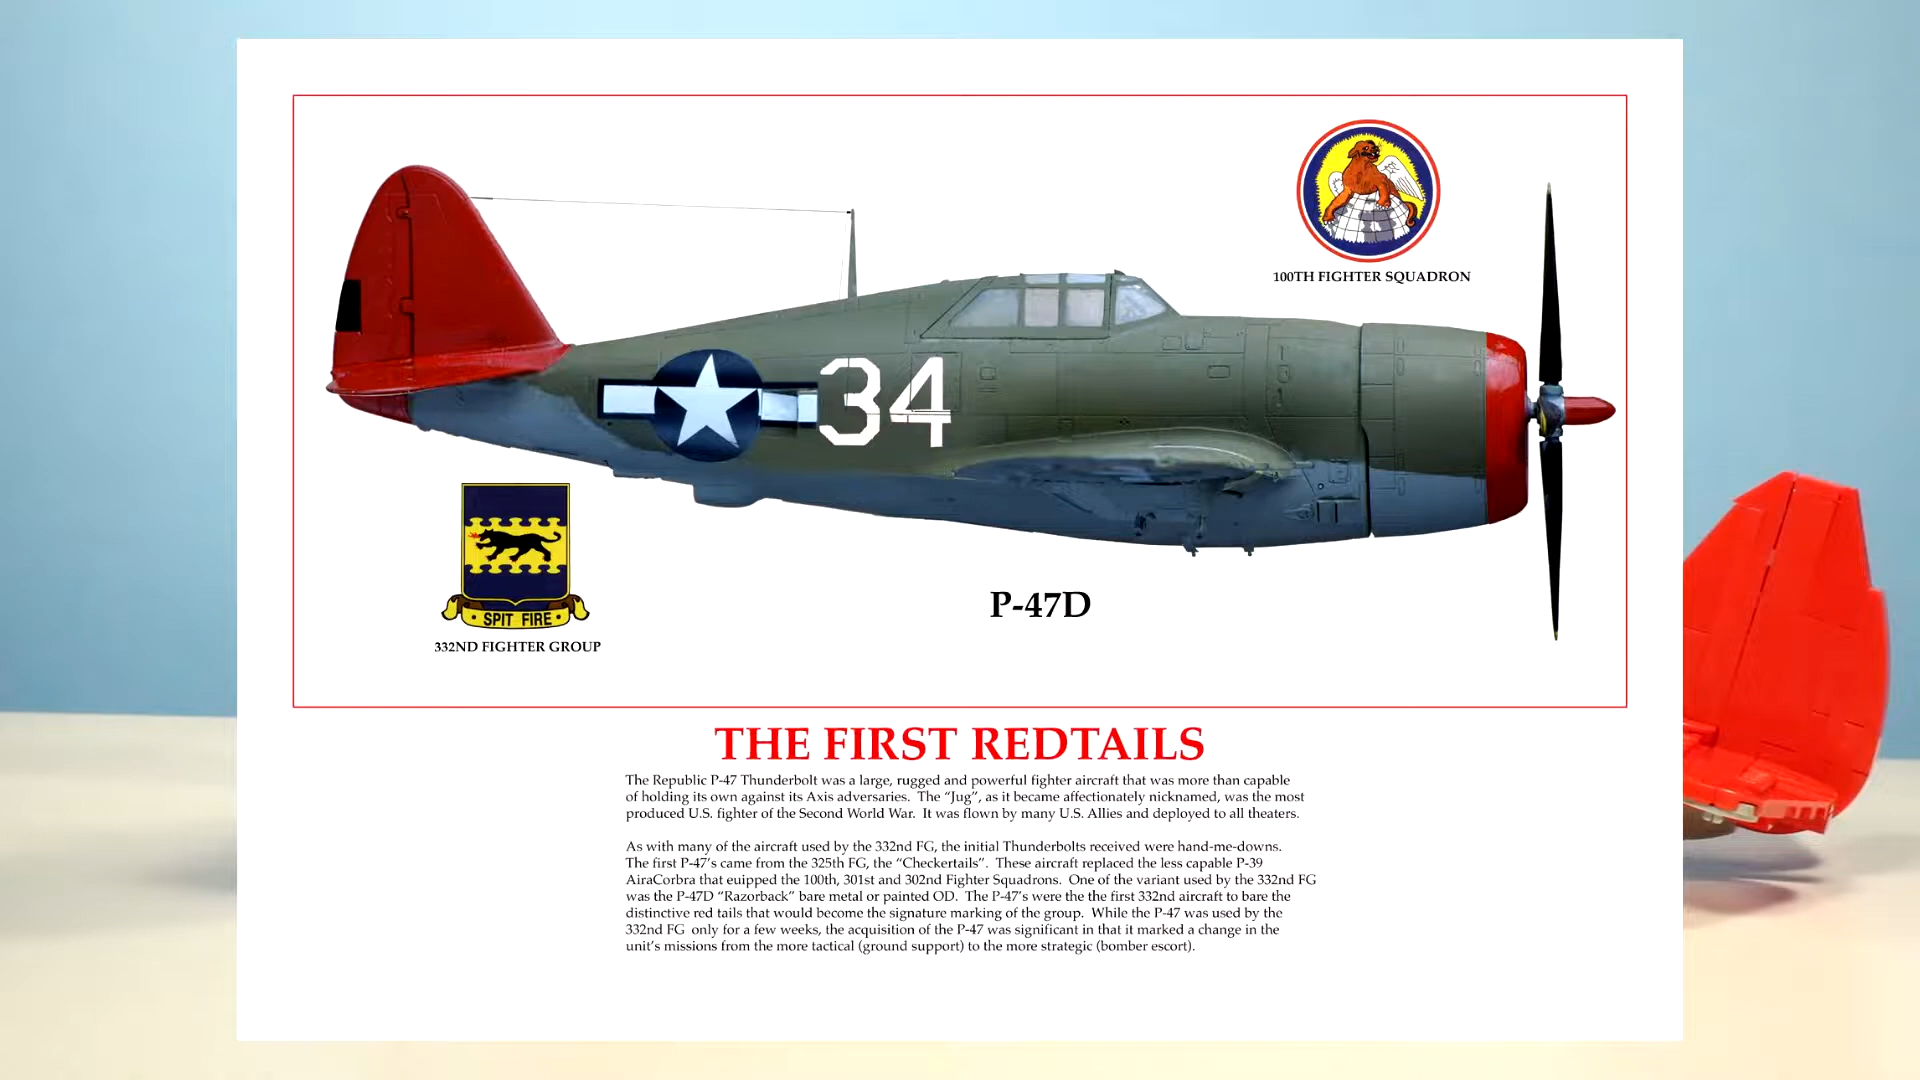 100TH FIGHTER SQUADRON
34
SPIT FIRE
332ND FIGHTER GROUP
P-47D
THE FIRST REDTAILS
The Republic P-47 Thunderbolt was a large, rugged and powerful fighter aircraft that was more than capable
of holding its own against its Axis adversaries.  The “Jug”, as it became affectionately nicknamed, was the most
produced U.S. fighter of the Second World War.  It was flown by many U.S. Allies and deployed to all theaters.
As with many of the aircraft used by the 332nd FG, the initial Thunderbolts received were hand-me-downs.
The first P-47’s came from the 325th FG, the “Checkertails”.  These aircraft replaced the less capable P-39
AiraCorbra that euipped the 100th, 301st and 302nd Fighter Squadrons.  One of the variant used by the 332nd FG
was the P-47D “Razorback” bare metal or painted OD.  The P-47’s were the the first 332nd aircraft to bare the
distinctive red tails that would become the signature marking of the group.  While the P-47 was used by the
332nd FG  only for a few weeks, the acquisition of the P-47 was significant in that it marked a change in the
unit’s missions from the more tactical (ground support) to the more strategic (bomber escort).